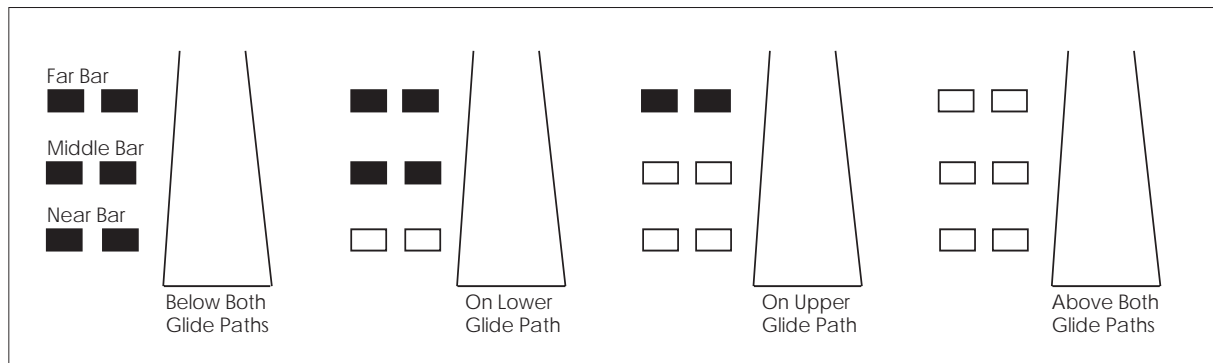 Far Bar
Middle Bar
Near Bar
Below Both
Glide Paths
On Lower
Glide Path
On Upper
Glide Path
Above Both
Glide Paths